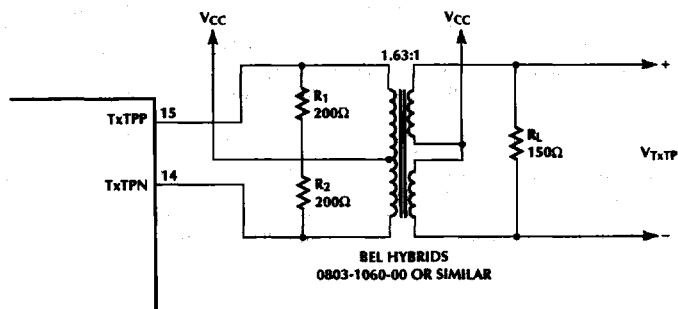 VCC
VCC
1.63:1
+
TxTPP
15
R1
200Ω
RL
150Ω
VTxTP
TxTPN
14
R2
200Ω
−
BEL HYBRIDS
0803-1060-00 OR SIMILAR